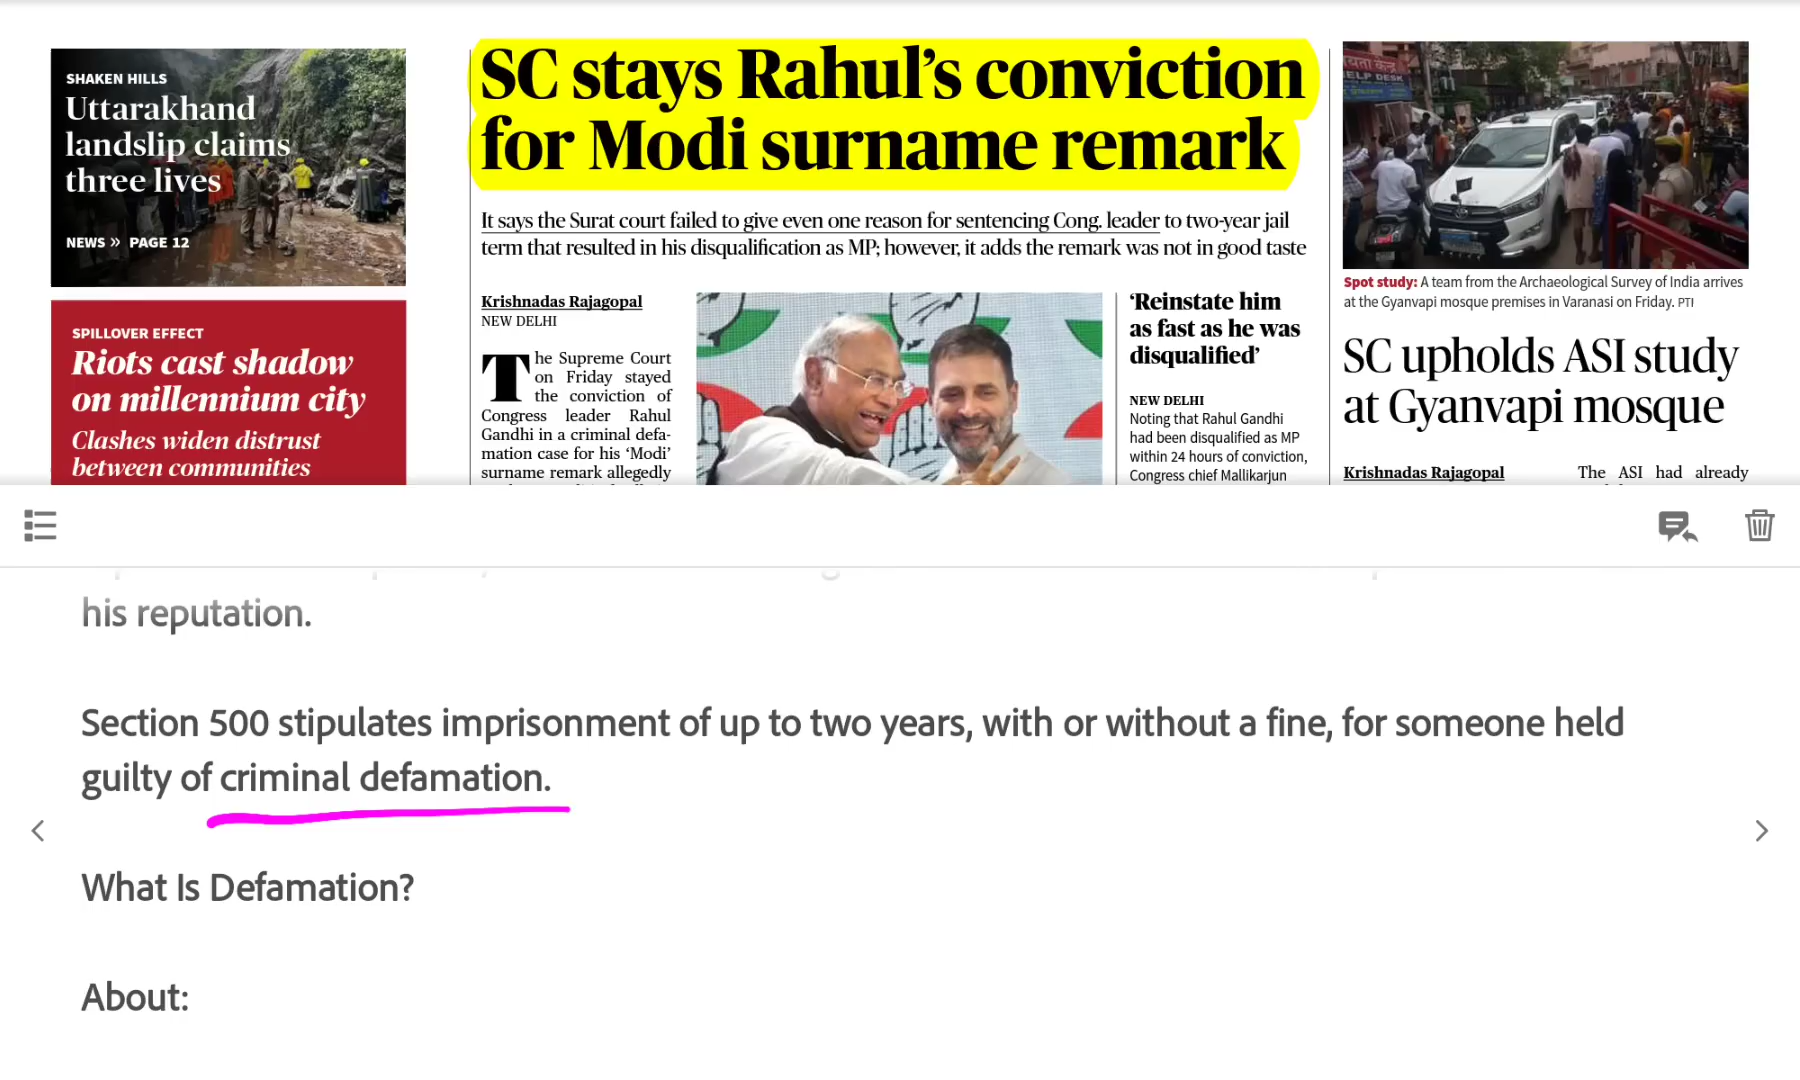 SHAKEN HILLS
Uttarakhand
landslip claims
three lives
NEWS » PAGE 12
SPILLOVER EFFECT
Riots cast shadow
on millennium city
Clashes widen distrust
between communities
SC stays Rahul’s conviction
for Modi surname remark
It says the Surat court failed to give even one reason for sentencing Cong. leader to two-year jail
term that resulted in his disqualification as MP; however, it adds the remark was not in good taste
Krishnadas Rajagopal
NEW DELHI
The Supreme Court
on Friday stayed
the conviction of
Congress leader Rahul
Gandhi in a criminal defa-
mation case for his ‘Modi’
surname remark allegedly
‘Reinstate him
as fast as he was
disqualified’
NEW DELHI
Noting that Rahul Gandhi
had been disqualified as MP
within 24 hours of conviction,
Congress chief Mallikarjun
HELP DESK
Spot study: A team from the Archaeological Survey of India arrives
at the Gyanvapi mosque premises in Varanasi on Friday. PTI
SC upholds ASI study
at Gyanvapi mosque
Krishnadas Rajagopal
The ASI had already
his reputation.
Section 500 stipulates imprisonment of up to two years, with or without a fine, for someone held
guilty of criminal defamation.
What Is Defamation?
About: